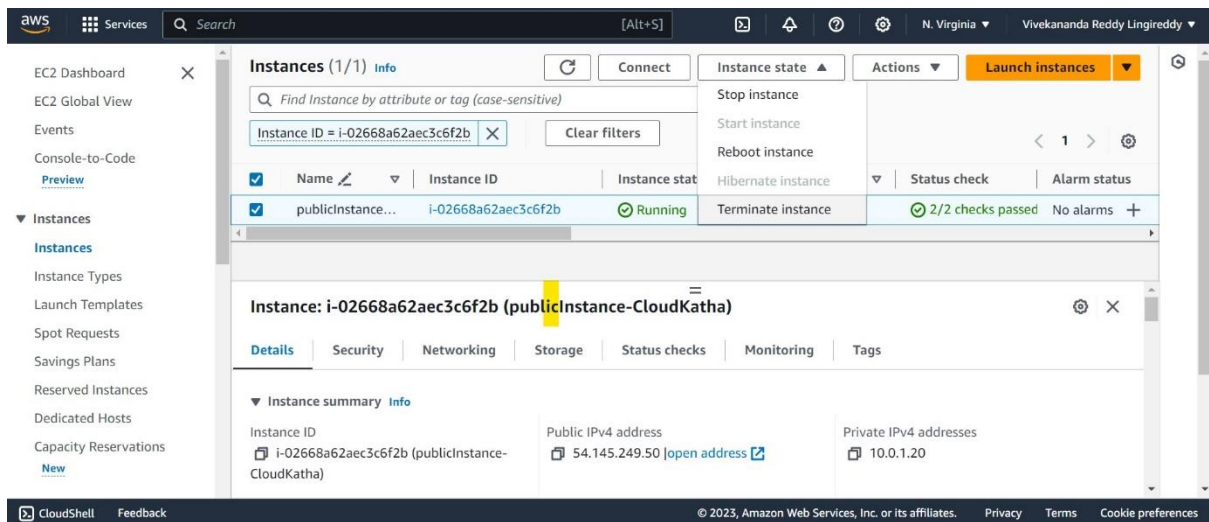 aws Services Search [Alt+S] N. Virginia Vivekananda Reddy Lingireddy
EC2 Dashboard
EC2 Global View
Events
Console-to-Code
Preview
Instances
Instances
Instance Types
Launch Templates
Spot Requests
Savings Plans
Reserved Instances
Dedicated Hosts
Capacity Reservations
New
Instances (1/1) Info Connect Instance state Actions Launch instances
Find Instance by attribute or tag (case-sensitive)
Instance ID = i-02668a62aec3c6f2b Clear filters
1
Stop instance
Start instance
Reboot instance
Hibernate instance
Terminate instance
Name Instance ID Instance stat Status check Alarm status
publicInstance... i-02668a62aec3c6f2b Running 2/2 checks passed No alarms +
Instance: i-02668a62aec3c6f2b (publicInstance-CloudKatha)
Details Security Networking Storage Status checks Monitoring Tags
Instance summary Info
Instance ID Public IPv4 address Private IPv4 addresses
i-02668a62aec3c6f2b (publicInstance- 54.145.249.50 |open address 10.0.1.20
CloudKatha)
CloudShell Feedback © 2023, Amazon Web Services, Inc. or its affiliates. Privacy Terms Cookie preferences